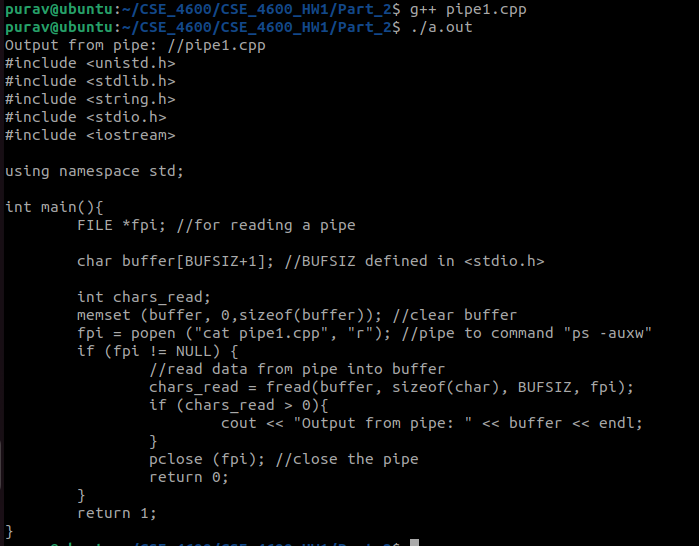 purav@ubuntu:~/CSE_4600/CSE_4600_HW1/Part_2$ g++ pipe1.cpp
purav@ubuntu:~/CSE_4600/CSE_4600_HW1/Part_2$ ./a.out
Output from pipe: //pipe1.cpp
#include <unistd.h>
#include <stdlib.h>
#include <string.h>
#include <stdio.h>
#include <iostream>

using namespace std;

int main(){
        FILE *fpi; //for reading a pipe

        char buffer[BUFSIZ+1]; //BUFSIZ defined in <stdio.h>

        int chars_read;
        memset (buffer, 0,sizeof(buffer)); //clear buffer
        fpi = popen ("cat pipe1.cpp", "r"); //pipe to command "ps -auxw"
        if (fpi != NULL) {
                //read data from pipe into buffer
                chars_read = fread(buffer, sizeof(char), BUFSIZ, fpi);
                if (chars_read > 0){
                        cout << "Output from pipe: " << buffer << endl;
                }
                pclose (fpi); //close the pipe
                return 0;
        }
        return 1;
}
purav@ubuntu:~/CSE_4600/CSE_4600_HW1/Part_2$